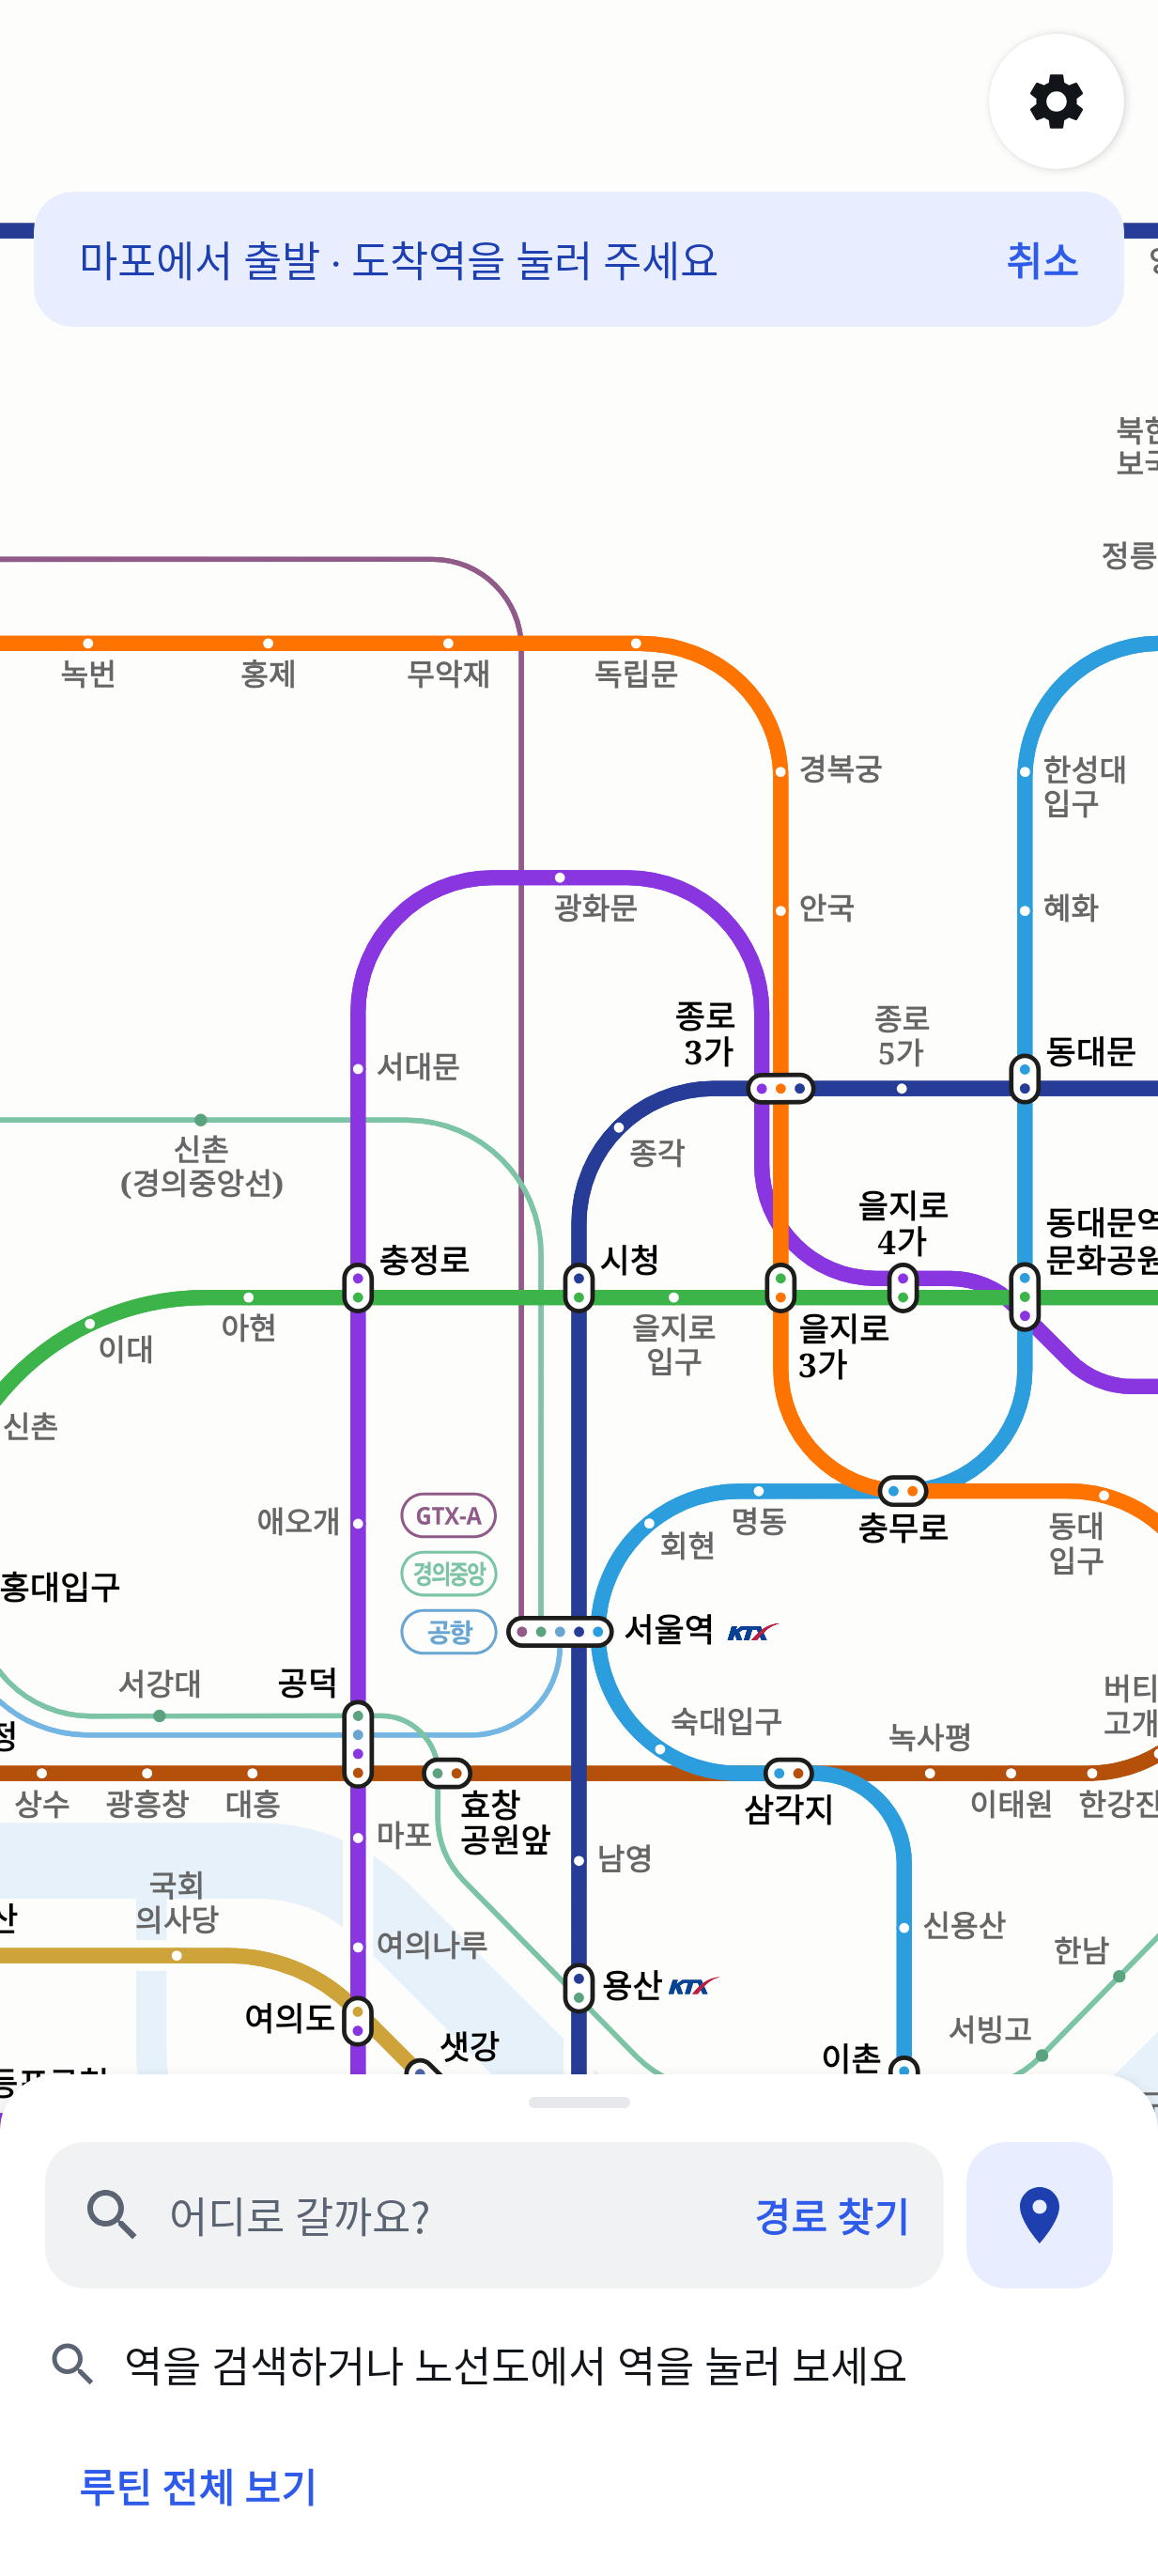 마포에서 출발 · 도착역을 눌러 주세요
취소
정릉
녹번
홍제
무악재
독립문
경복궁
한성대
입구
광화문
안국
혜화
종로
3가
종로
5가
동대문
서대문
종각
신촌
(경의중앙선)
을지로
4가
충정로
시청
문화공원
아현
이대
을지로
입구
을지로
3가
신촌
애오개
GTX-A
경의중앙
공항
회현
명동
충무로
동대
입구
홍대입구
서울역 KTX
서강대
공덕
숙대입구
녹사평
버티
고개
상수
광흥창
대흥
효창
공원앞
삼각지
이태원
한강진
마포
남영
국회
의사당
여의나루
신용산
한남
용산 KTX
여의도
샛강
서빙고
이촌
어디로 갈까요?
경로 찾기
역을 검색하거나 노선도에서 역을 눌러 보세요
루틴 전체 보기